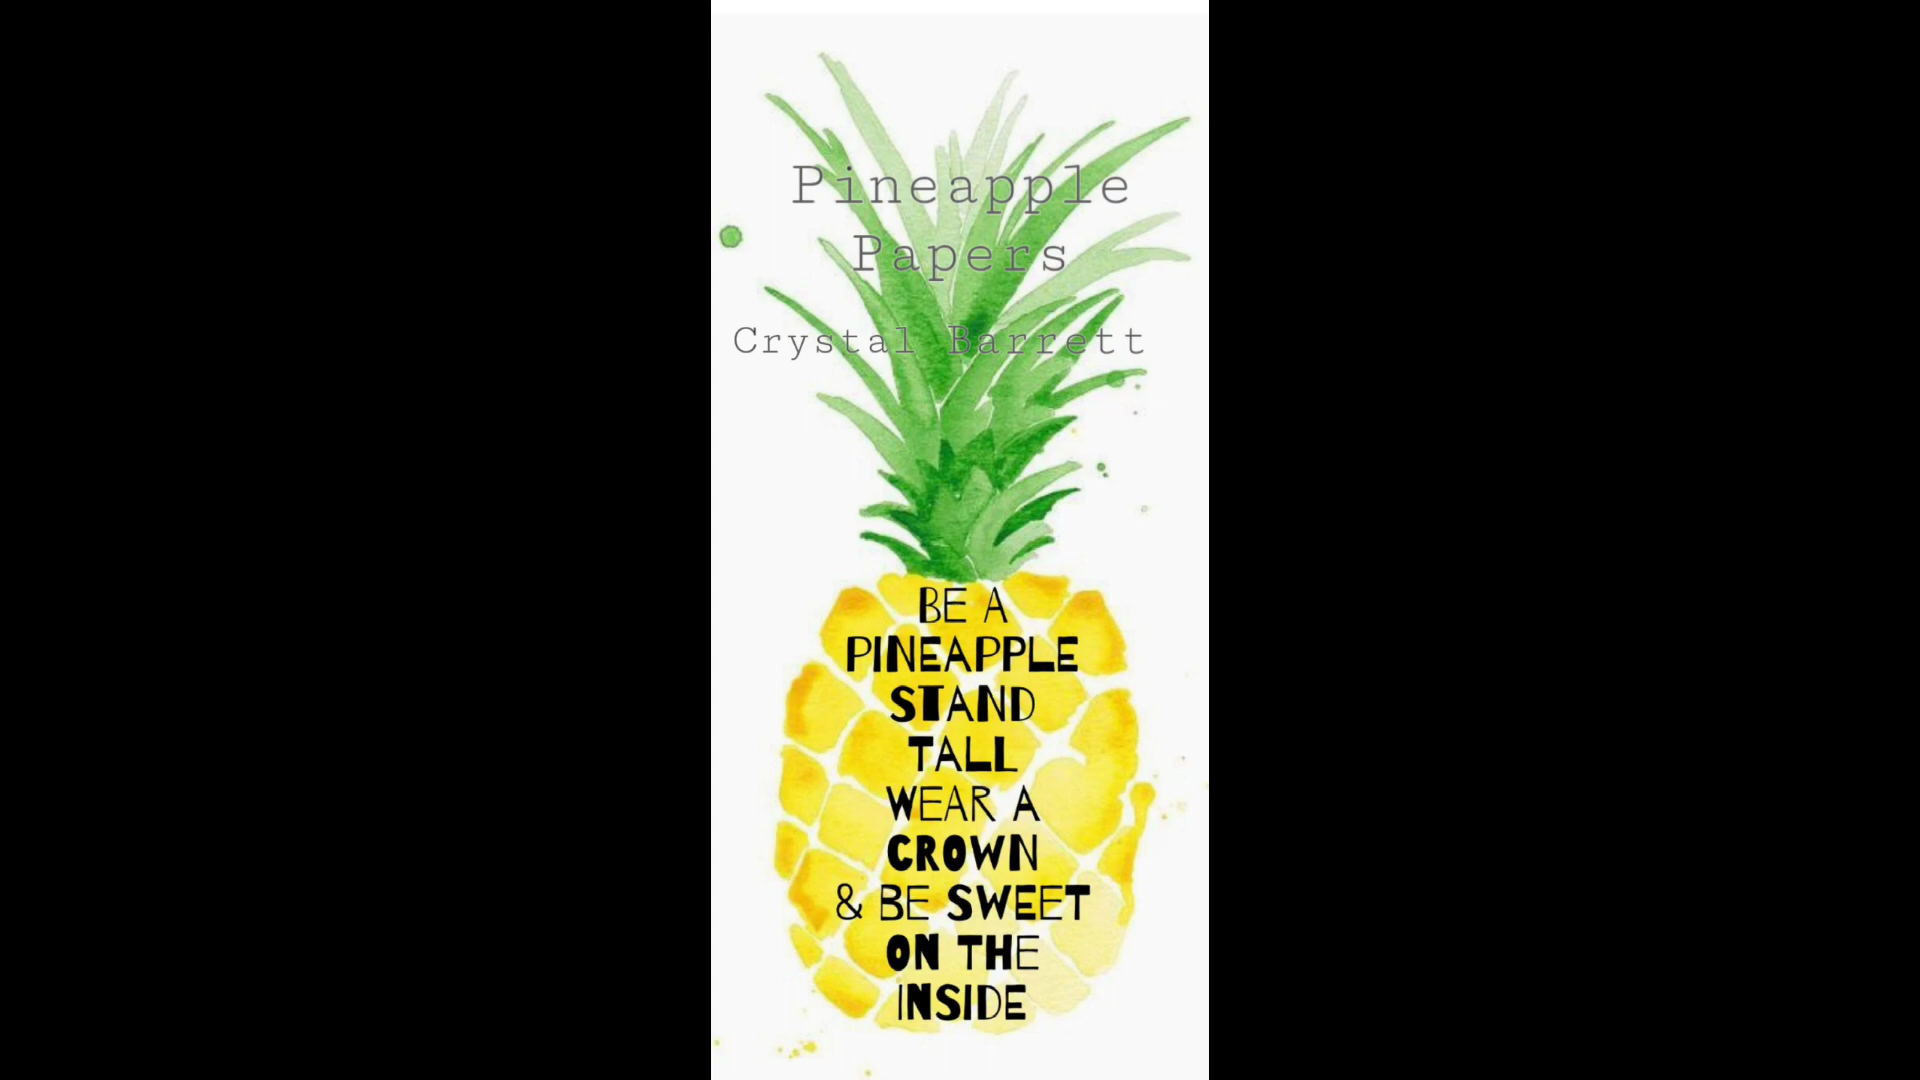 Pineapple
Papers
Crystal Barrett
BE A
PINEAPPLE
STAND
TALL
WEAR A
CROWN
& BE SWEET
ON THE
INSIDE